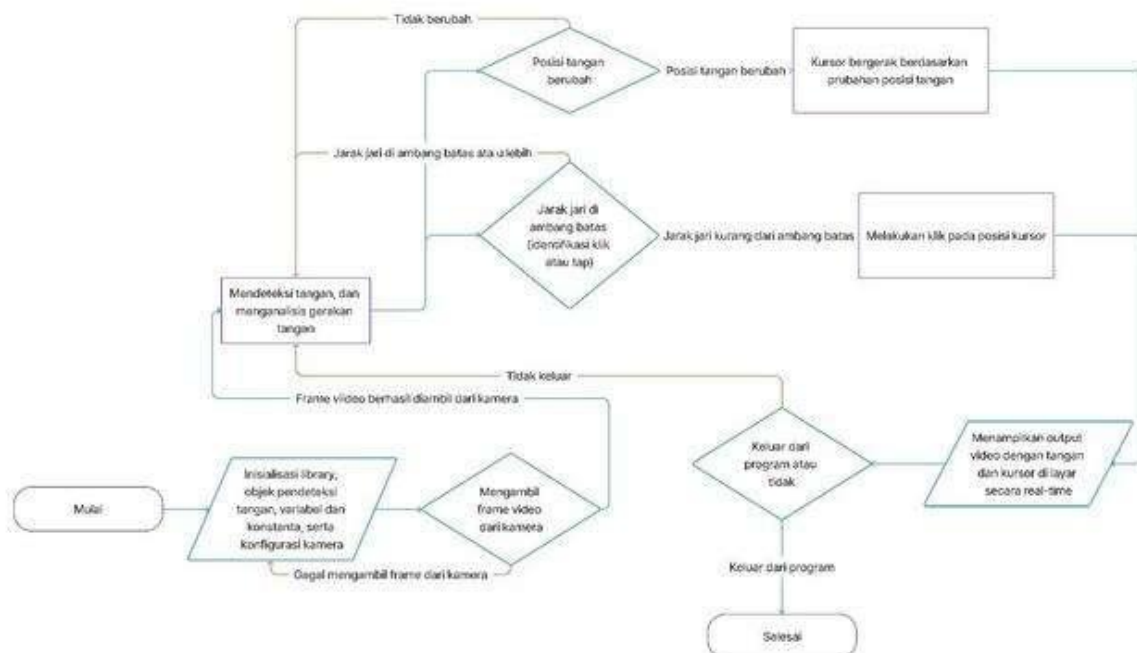 Tidak berubah
Posisi tangan
berubah
Posisi tangan berubah
Kursor bergerak berdasarkan
prubahan posisi tangan
Jarak jari di ambang batas ata u lebih
Jarak jari di
ambang batas
(idenfikasi klik
atau tap)
Jarak jari kurang dari ambang batas
Melakukan klik pada posisi kursor
Mendeteksi tangan, dan
menganalisis gerakan
tangan
Tidak keluar
Frame viideo berhasil diambil dari kamera
Keluar dari
program atau
tidak
Menampilkan output
video dengan tangan
dan kursor di layar
secara real-time
Mulai
Inisialisasi library,
objek pendeteksi
tangan, variabel dan
konstanta, serta
konfigurasi kamera
Mengambil
frame video
dari kamera
Gagal mengambil frame dari kamera
Keluar dari program
Selesai